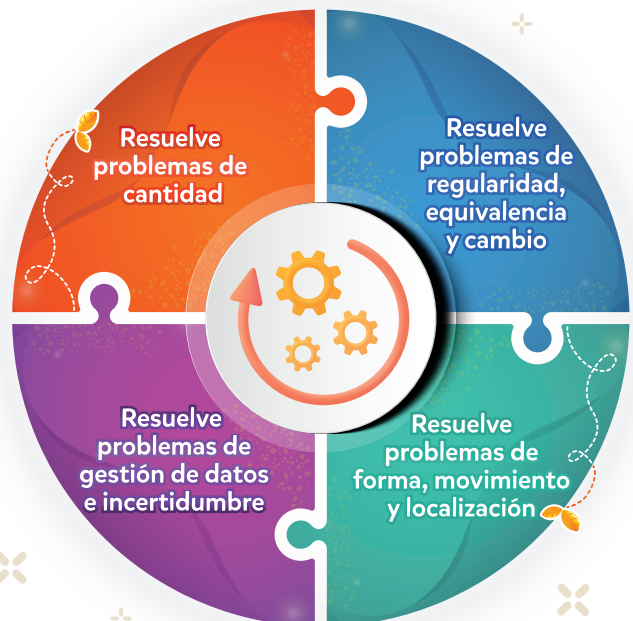 Resuelve
problemas de
cantidad
Resuelve
problemas de
regularidad,
equivalencia
y cambio
Resuelve
problemas de
gestión de datos
e incertidumbre
Resuelve
problemas de
forma, movimiento
y localización